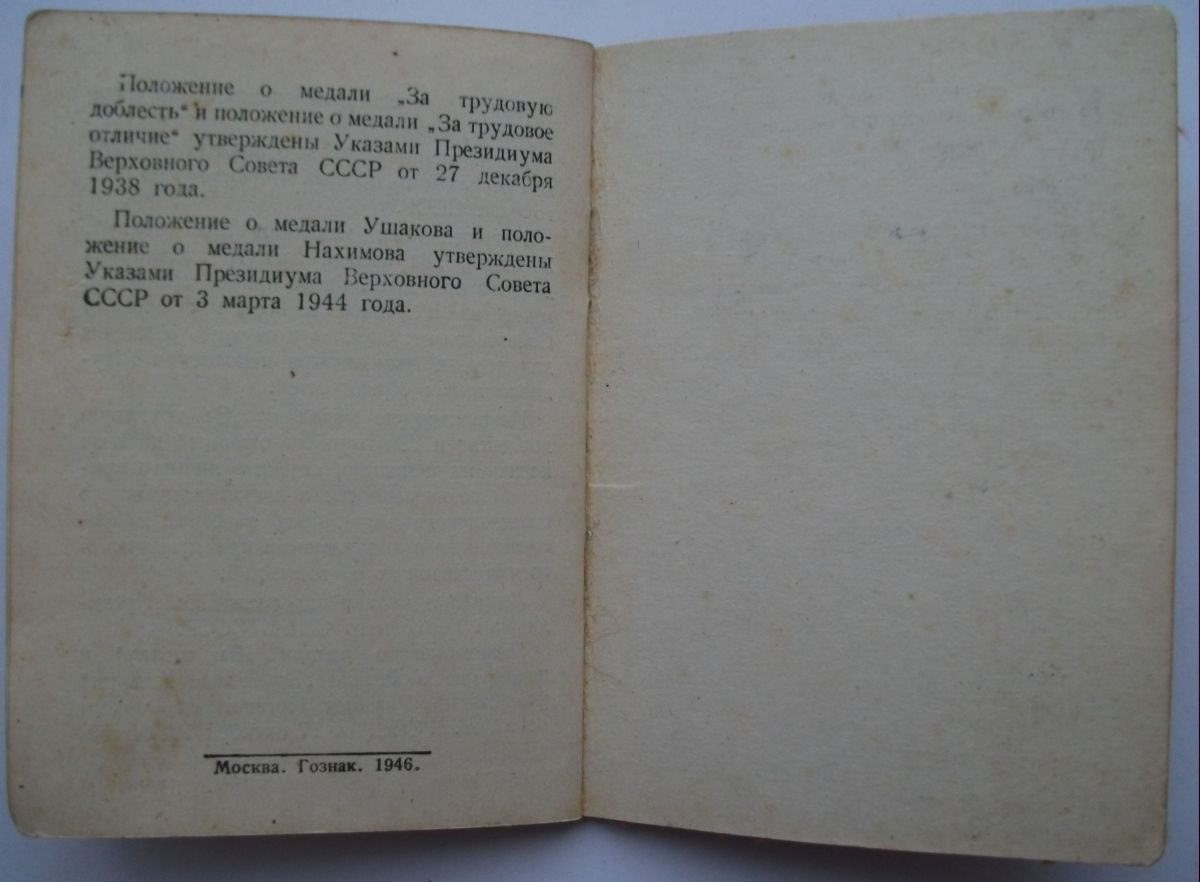 Положение о медали „За трудовую
доблесть“ и положение о медали „За трудовое
отличие“ утверждены Указами Президиума
Верховного Совета СССР от 27 декабря
1938 года.
Положение о медали Ушакова и поло-
жение о медали Нахимова утверждены
Указами Президиума Верховного Совета
СССР от 3 марта 1944 года.
Москва. Гознак. 1946.